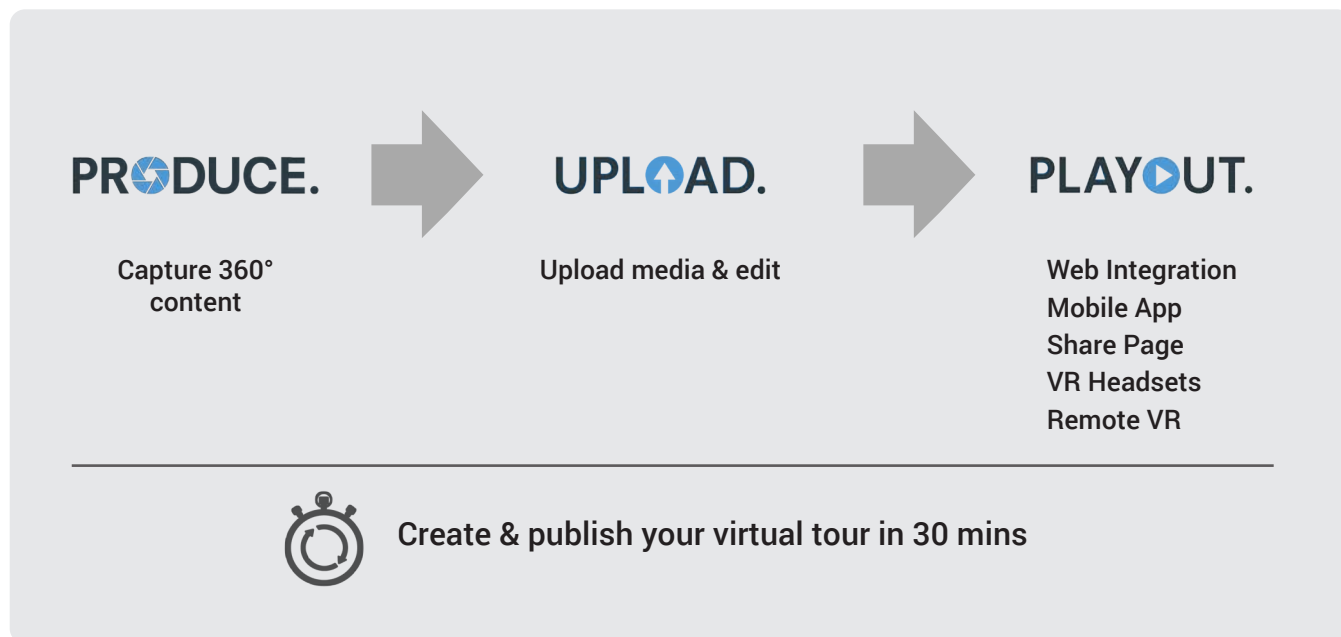 PRODUCE.
UPLOAD.
PLAYOUT.
Capture 360°
content
Upload media & edit
Web Integration
Mobile App
Share Page
VR Headsets
Remote VR
Create & publish your virtual tour in 30 mins